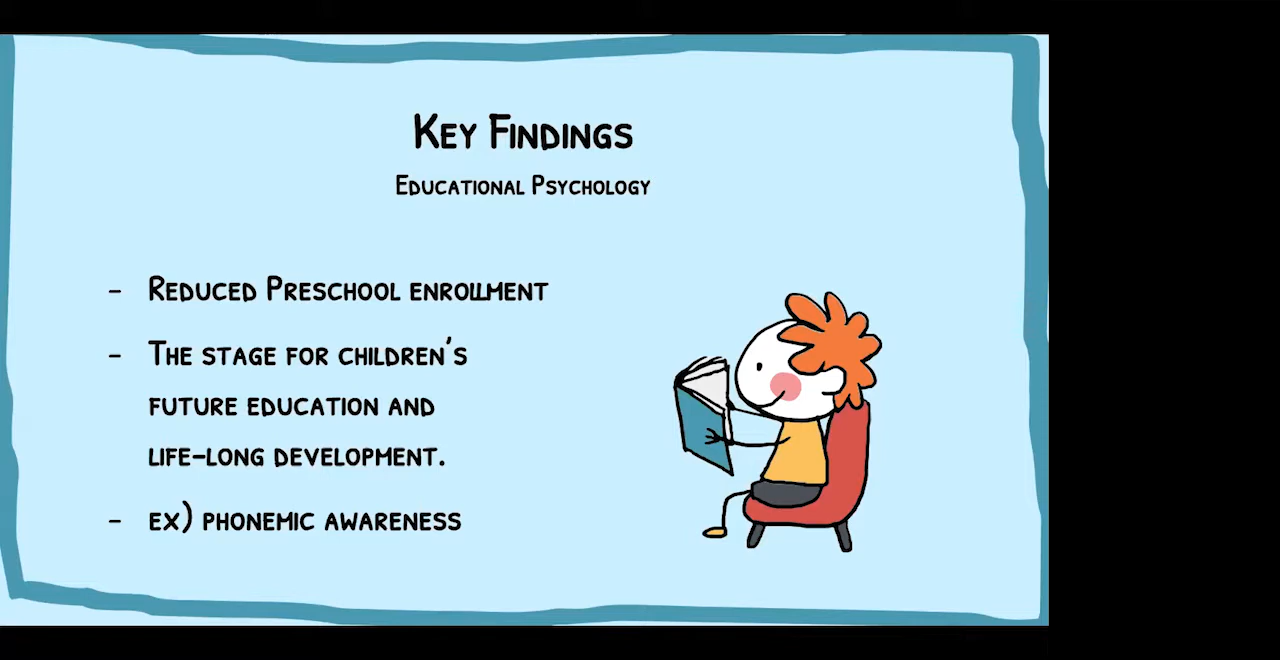 Key Findings
Educational Psychology
- Reduced Preschool enrollment
- The stage for children's
future education and
life-long development.
- ex) phonemic awareness